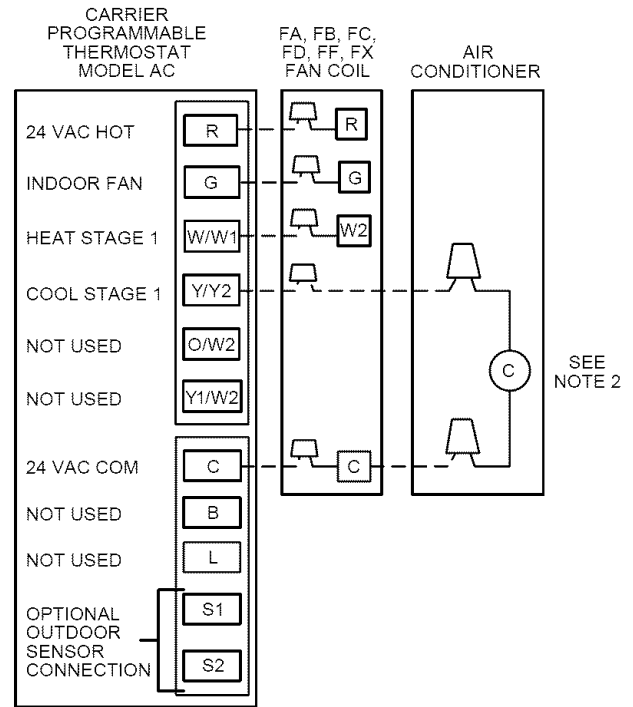 CARRIER
PROGRAMMABLE
THERMOSTAT
MODEL AC
FA, FB, FC,
FD, FF, FX
FAN COIL
AIR
CONDITIONER
24 VAC HOT
R
R
INDOOR FAN
G
G
HEAT STAGE 1
W/W1
W2
COOL STAGE 1
Y/Y2
NOT USED
O/W2
C
SEE
NOTE 2
NOT USED
Y1/W2
24 VAC COM
C
C
NOT USED
B
NOT USED
L
OPTIONAL
OUTDOOR
SENSOR
CONNECTION
S1
S2